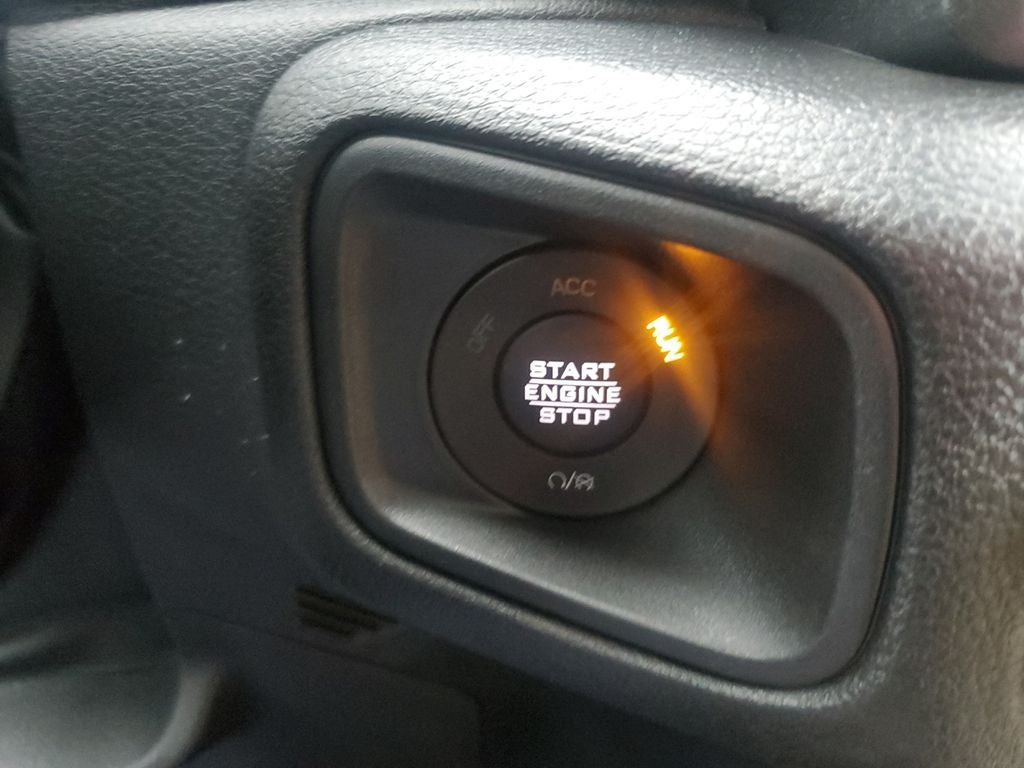 ACC
OFF
RUN
START
ENGINE
STOP